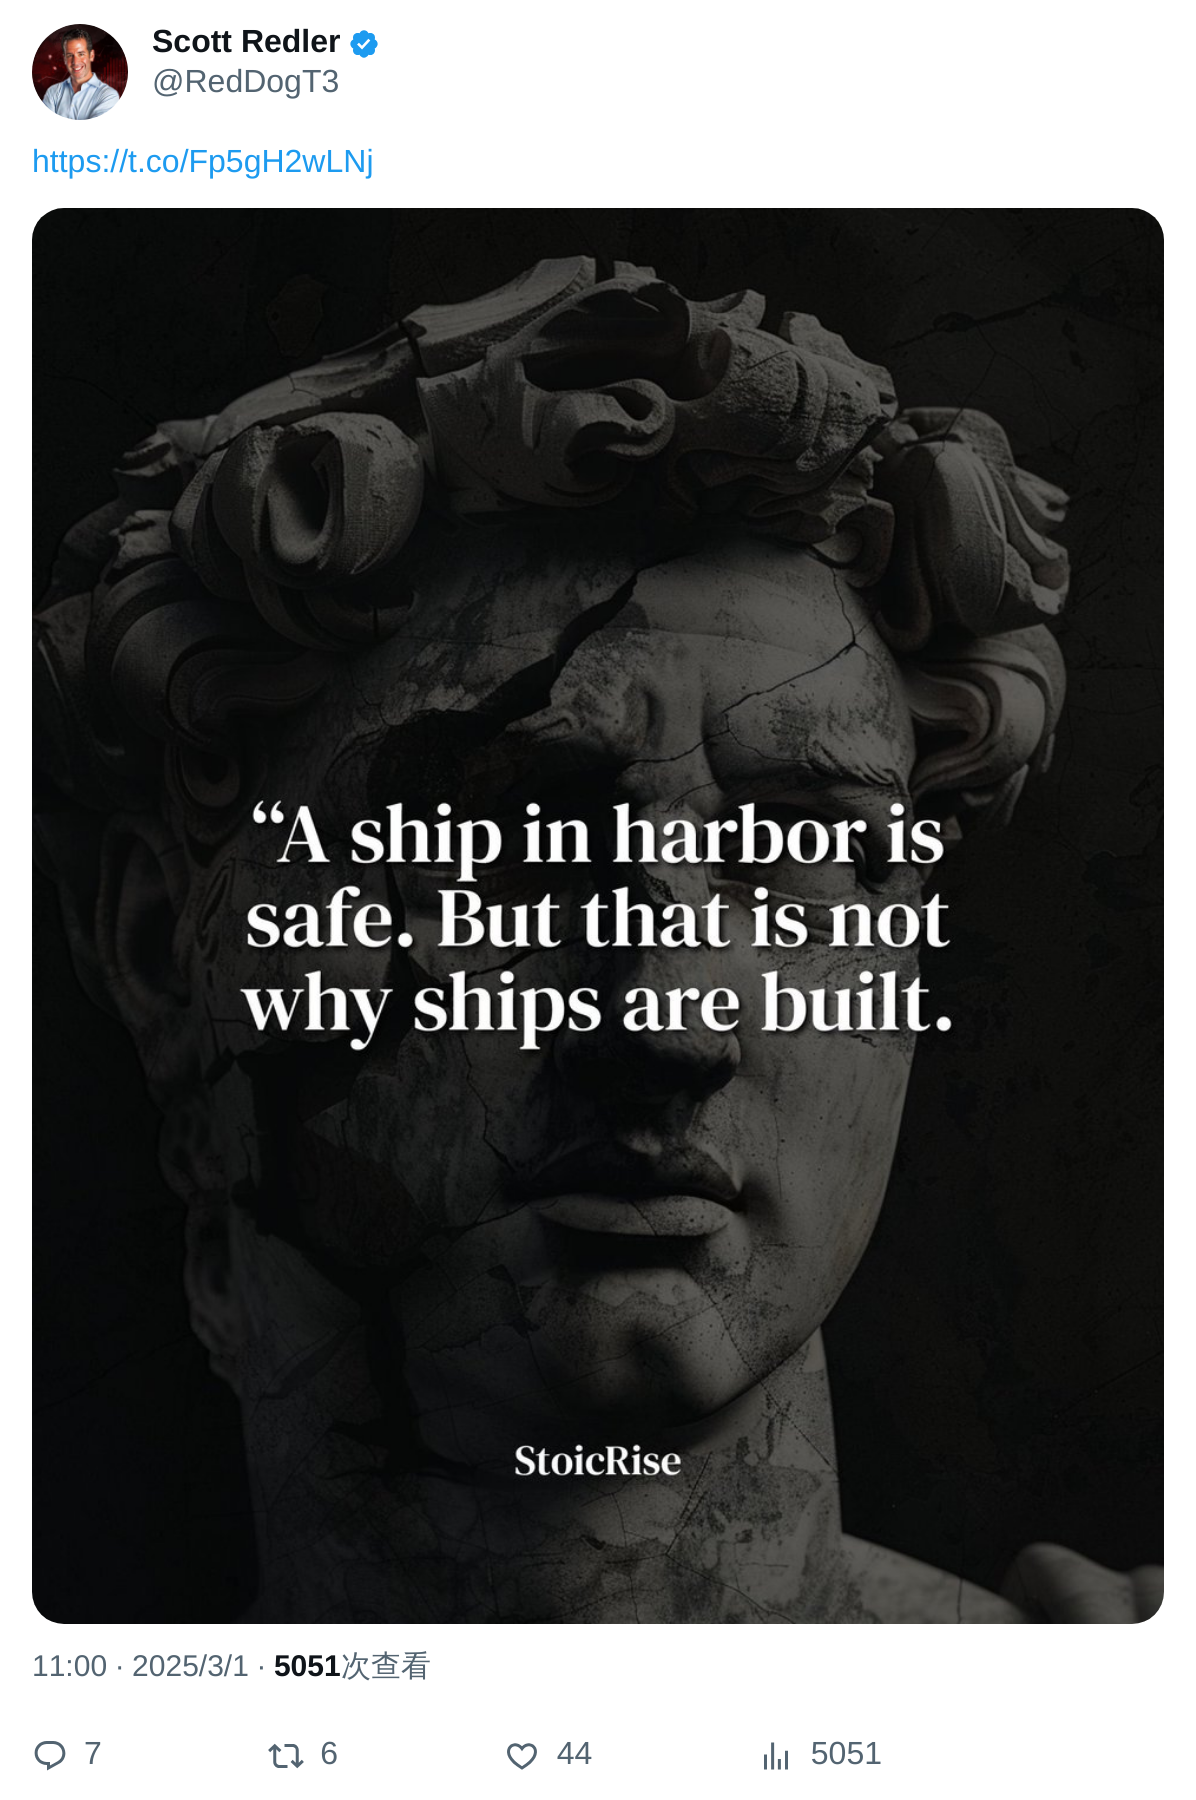 Scott Redler
@RedDogT3
https://t.co/Fp5gH2wLNj
“A ship in harbor is
safe. But that is not
why ships are built.
StoicRise
11:00 · 2025/3/1 · 5051次查看
7 6 44 5051